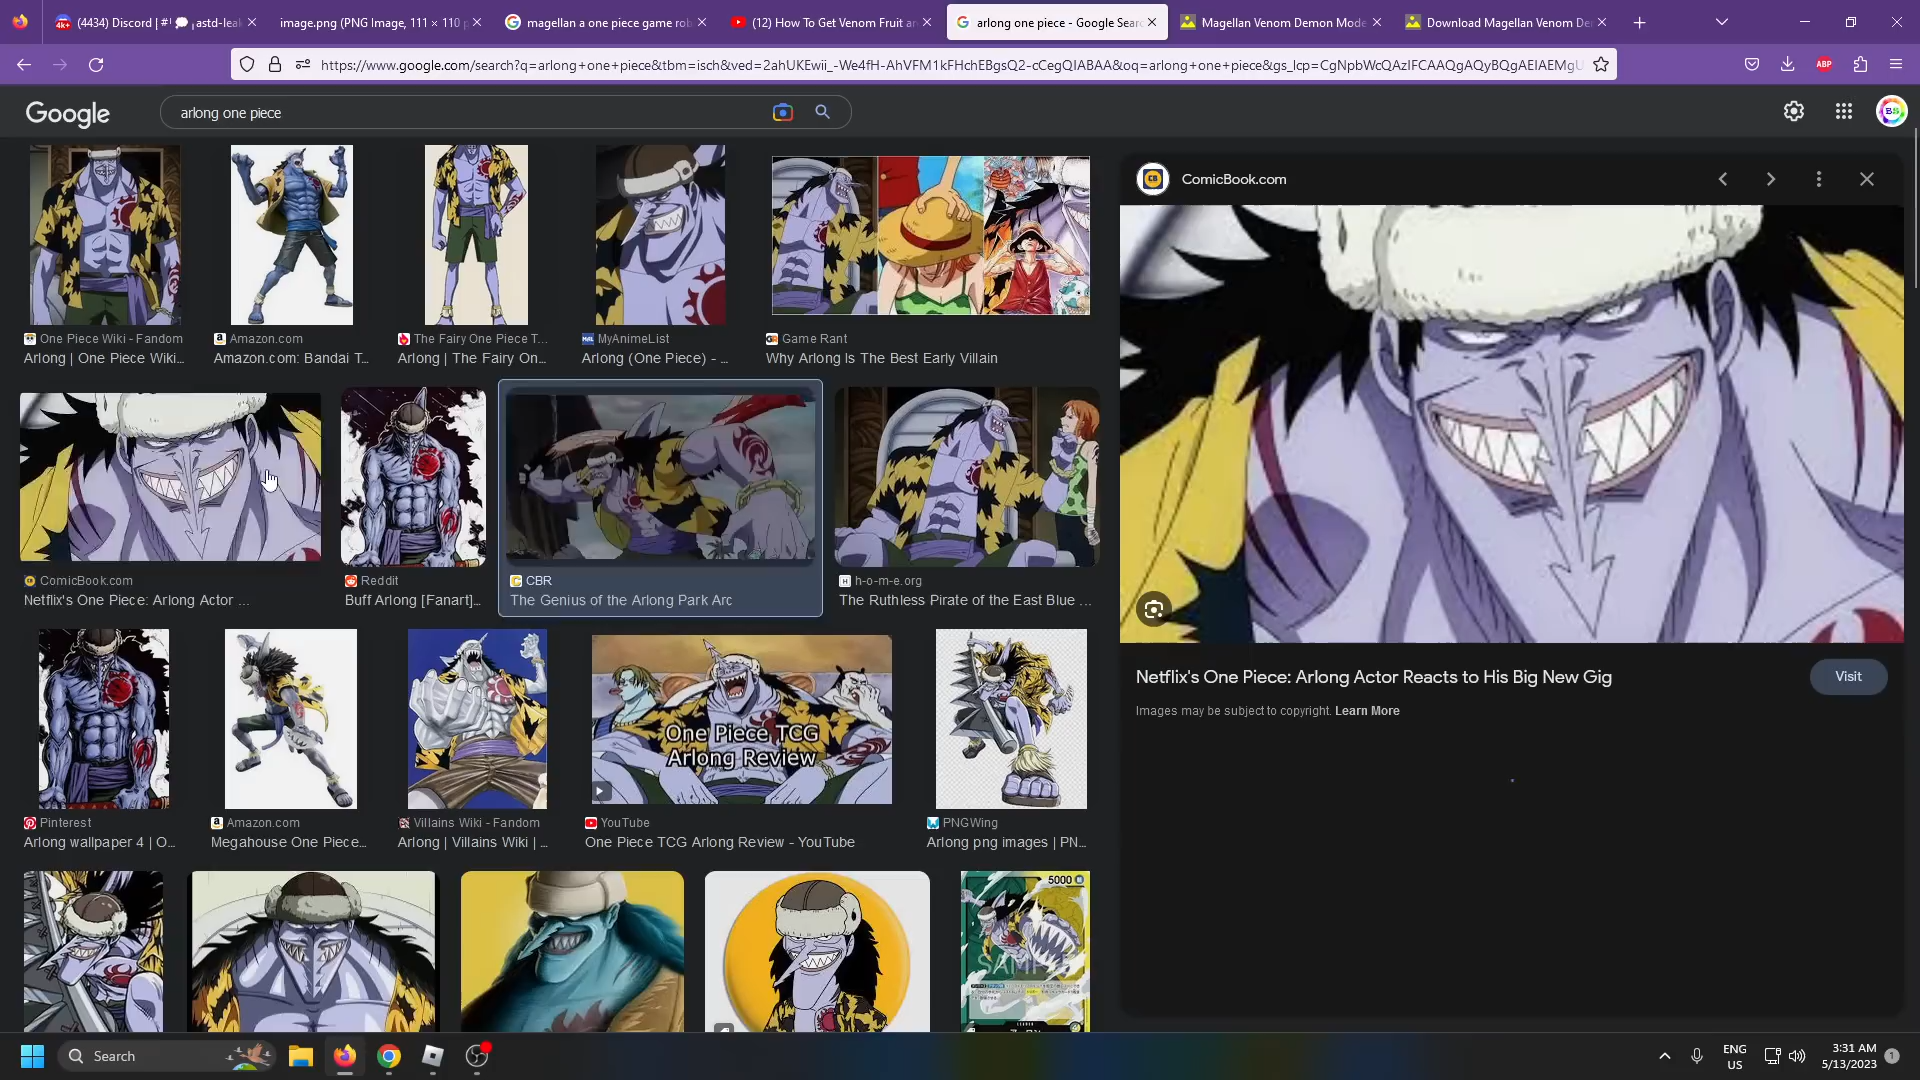 (4434) Discord | #
astd-leak
image.png (PNG Image, 111 × 110 p
magellan a one piece game rob
(12) How To Get Venom Fruit an
arlong one piece - Google Searc
Magellan Venom Demon Mode
Download Magellan Venom De
https://www.google.com/search?q=arlong+one+piece&tbm=isch&ved=2ahUKEwii_-We4fH-AhVFM1kFHchEBgsQ2-cCegQIABAA&oq=arlong+one+piece&gs_lcp=CgNpbWcQAzIFCAAQgAQyBQgAEIAEMgU
ABP
Google
arlong one piece
BS
CB
ComicBook.com
One Piece Wiki - Fandom
Arlong | One Piece Wiki...
Amazon.com
Amazon.com: Bandai T...
The Fairy One Piece T...
Arlong | The Fairy On...
MyAnimeList
Arlong (One Piece) - ...
Game Rant
Why Arlong Is The Best Early Villain
ComicBook.com
Netflix's One Piece: Arlong Actor ...
Reddit
Buff Arlong [Fanart]...
CBR
The Genius of the Arlong Park Arc
h-o-m-e.org
The Ruthless Pirate of the East Blue ...
Netflix's One Piece: Arlong Actor Reacts to His Big New Gig
Visit
Images may be subject to copyright. Learn More
One Piece TCG
Arlong Review
Pinterest
Arlong wallpaper 4 | O...
Amazon.com
Megahouse One Piece...
Villains Wiki - Fandom
Arlong | Villains Wiki | ...
YouTube
One Piece TCG Arlong Review - YouTube
PNGWing
Arlong png images | PN...
5000
SAMPLE
Search
ENG
US
3:31 AM
5/13/2023
1